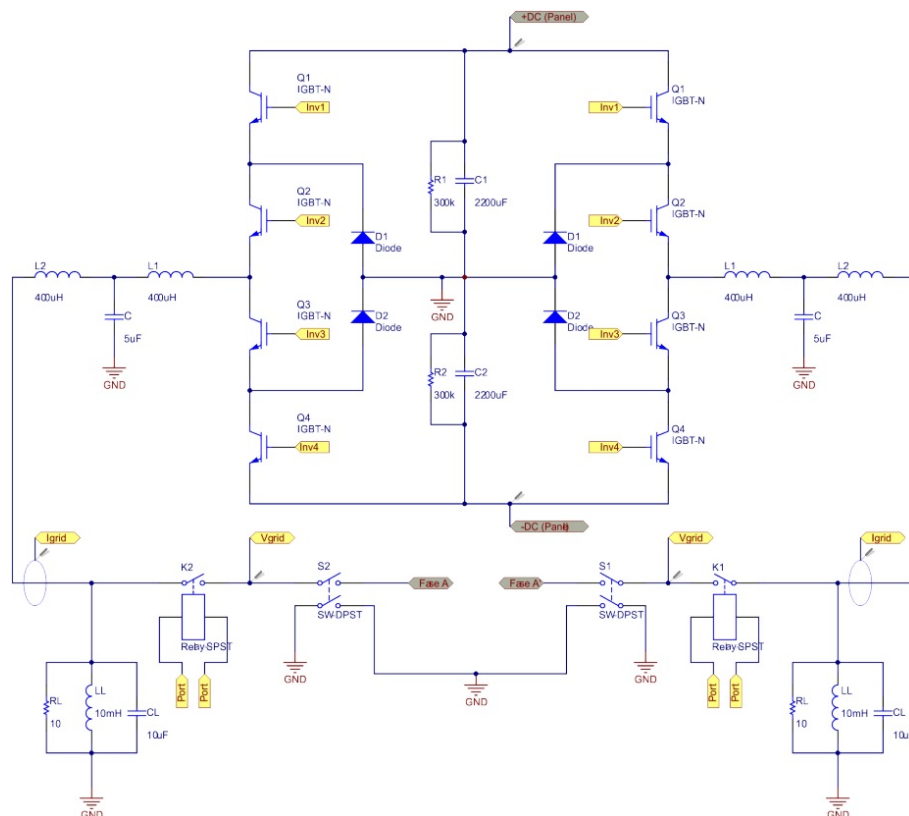 +DC (Panel)
Q1
IGBT-N
Inv1
Q1
IGBT-N
Inv1
R1
300k
C1
2200uF
Q2
IGBT-N
Inv2
Q2
IGBT-N
Inv2
D1
Diode
D1
Diode
L2
400uH
L1
400uH
L1
400uH
L2
400uH
GND
C
5uF
GND
Q3
IGBT-N
Inv3
D2
Diode
D2
Diode
Inv3
Q3
IGBT-N
C
5uF
GND
R2
300k
C2
2200uF
Q4
IGBT-N
Inv4
Q4
IGBT-N
Inv4
-DC (Panel)
Igrid
Vgrid
Vgrid
Igrid
K2
S2
Fase A
Fase A
S1
K1
SW-DPST
SW-DPST
Relay-SPST
Relay-SPST
GND
GND
GND
Port
Port
Port
Port
RL
10
LL
10mH
CL
10uF
RL
10
LL
10mH
CL
10uF
GND
GND